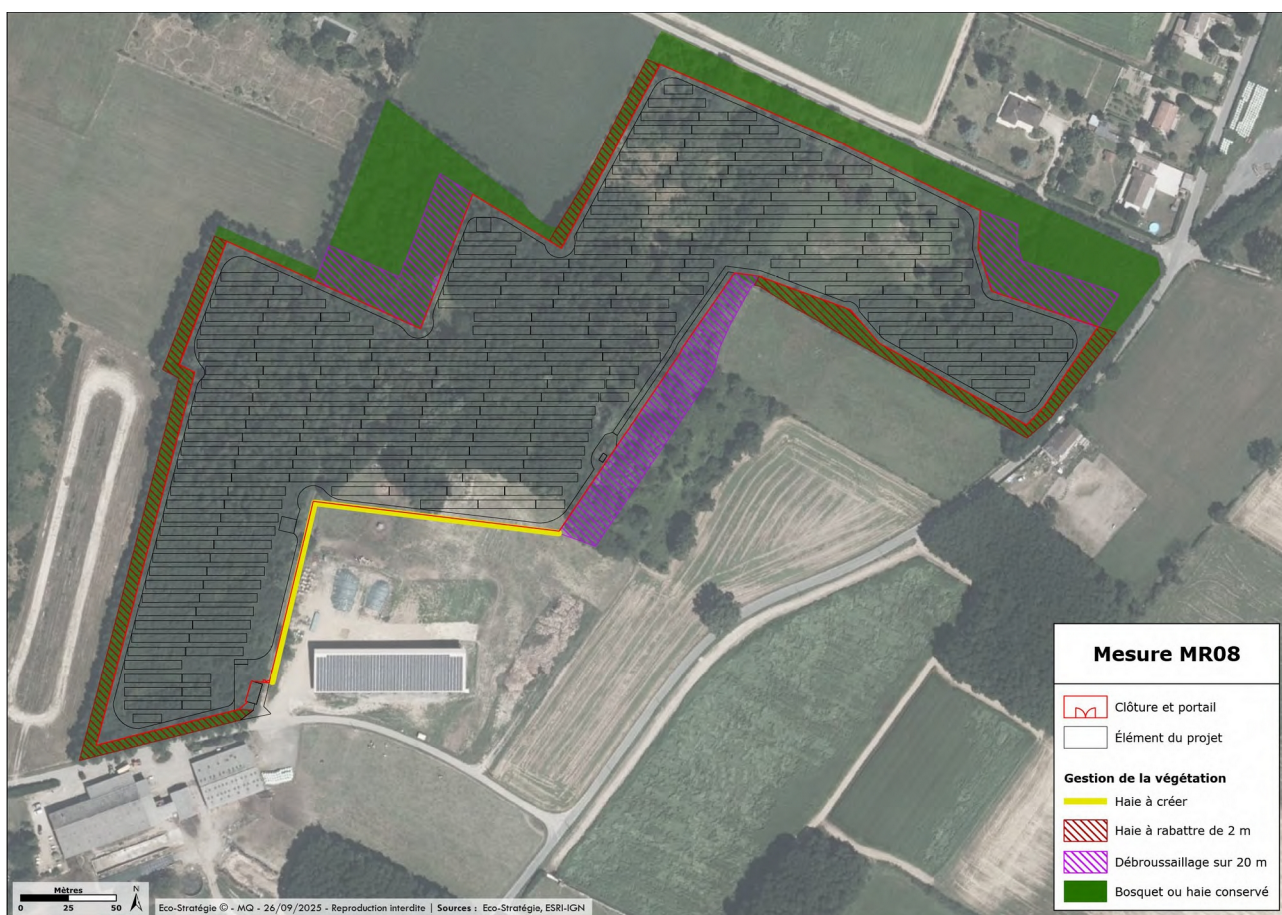 Mesure MR08
Clôture et portail
Élément du projet
Gestion de la végétation
Haie à créer
Haie à rabattre de 2 m
Débroussaillage sur 20 m
Bosquet ou haie conservé
Mètres
0 25 50
N
Eco-Stratégie © - MQ - 26/09/2025 - Reproduction interdite | Sources : Eco-Stratégie, ESRI-IGN